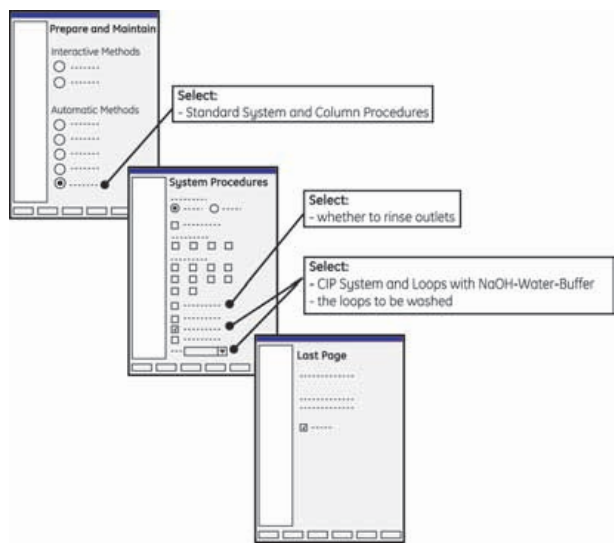 Prepare and Maintain
Interactive Methods
Automatic Methods
Select:
- Standard System and Column Procedures
System Procedures
Select:
- whether to rinse outlets
Select:
- CIP System and Loops with NaOH-Water-Buffer
- the loops to be washed
Last Page